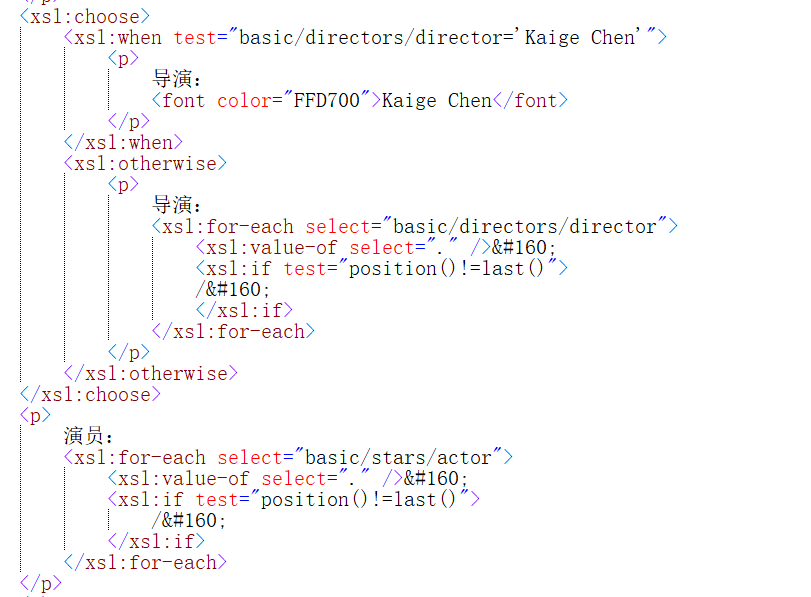 <xsl:choose>
<xsl:when test="basic/directors/director='Kaige Chen'">
<p>
导演:
<font color="FFD700">Kaige Chen</font>
</p>
</xsl:when>
<xsl:otherwise>
<p>
导演:
<xsl:for-each select="basic/directors/director">
<xsl:value-of select="." />&#160;
<xsl:if test="position()!=last()">
/&#160;
</xsl:if>
</xsl:for-each>
</p>
</xsl:otherwise>
</xsl:choose>
<p>
演员:
<xsl:for-each select="basic/stars/actor">
<xsl:value-of select="." />&#160;
<xsl:if test="position()!=last()">
/&#160;
</xsl:if>
</xsl:for-each>
</p>